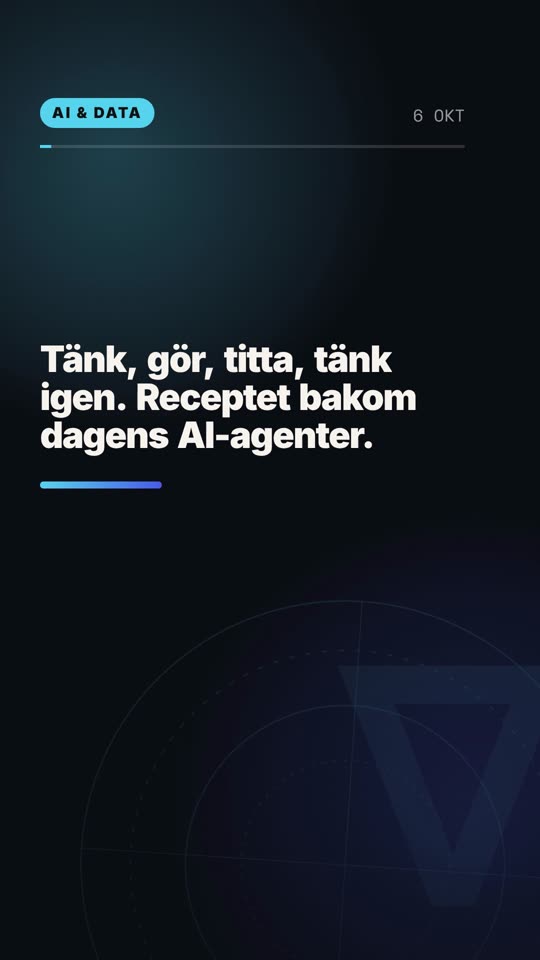 AI & DATA
6 OKT
Tänk, gör, titta, tänk
igen. Receptet bakom
dagens AI-agenter.